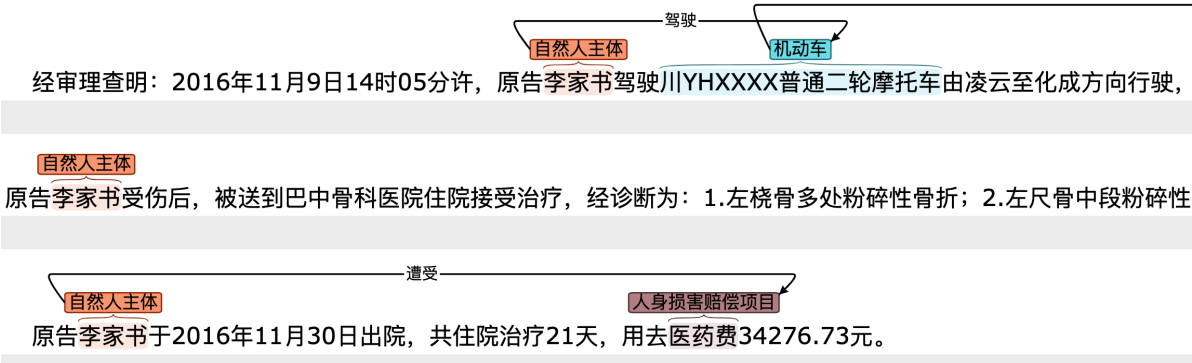 驾驶
自然人主体 机动车
经审理查明：2016年11月9日14时05分许，原告李家书驾驶川YHXXXX普通二轮摩托车由凌云至化成方向行驶，
自然人主体
原告李家书受伤后，被送到巴中骨科医院住院接受治疗，经诊断为：1.左桡骨多处粉碎性骨折；2.左尺骨中段粉碎性
遭受
自然人主体 人身损害赔偿项目
原告李家书于2016年11月30日出院，共住院治疗21天，用去医药费34276.73元。